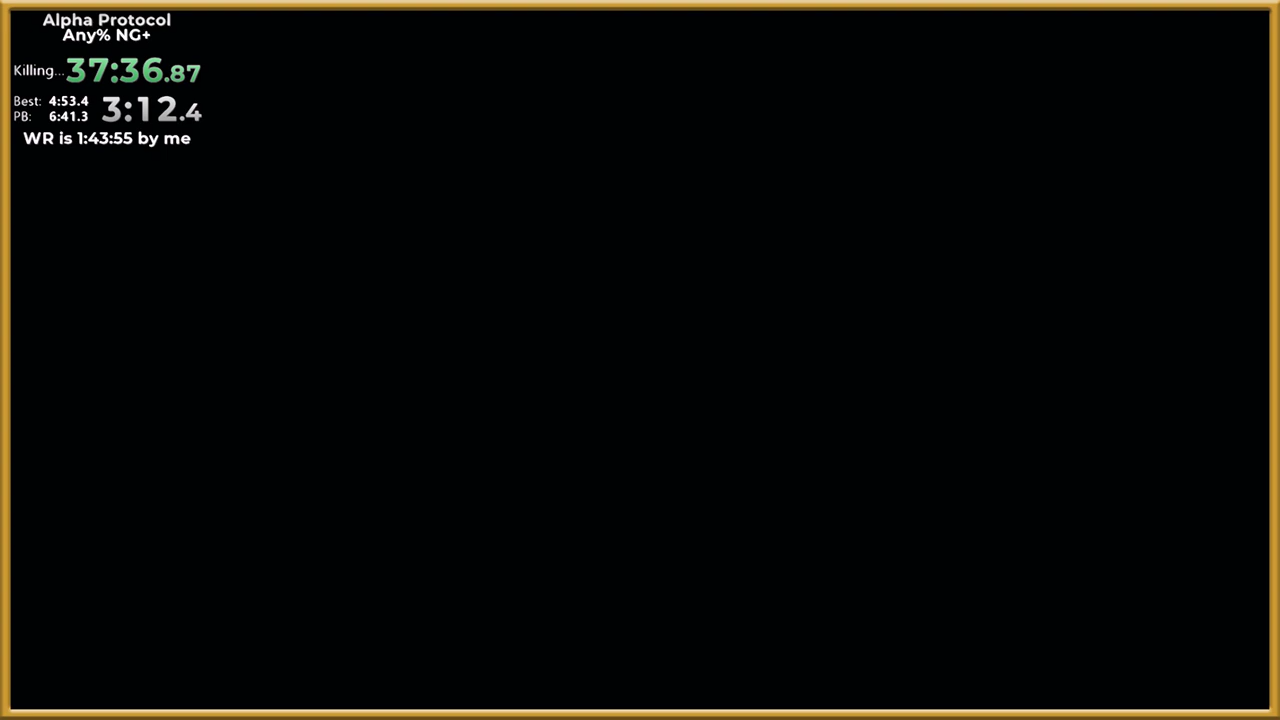 Alpha Protocol
Any% NG+
Killing... 37:36.87
Best: 4:53.4 3:12.4
PB: 6:41.3
WR is 1:43:55 by me